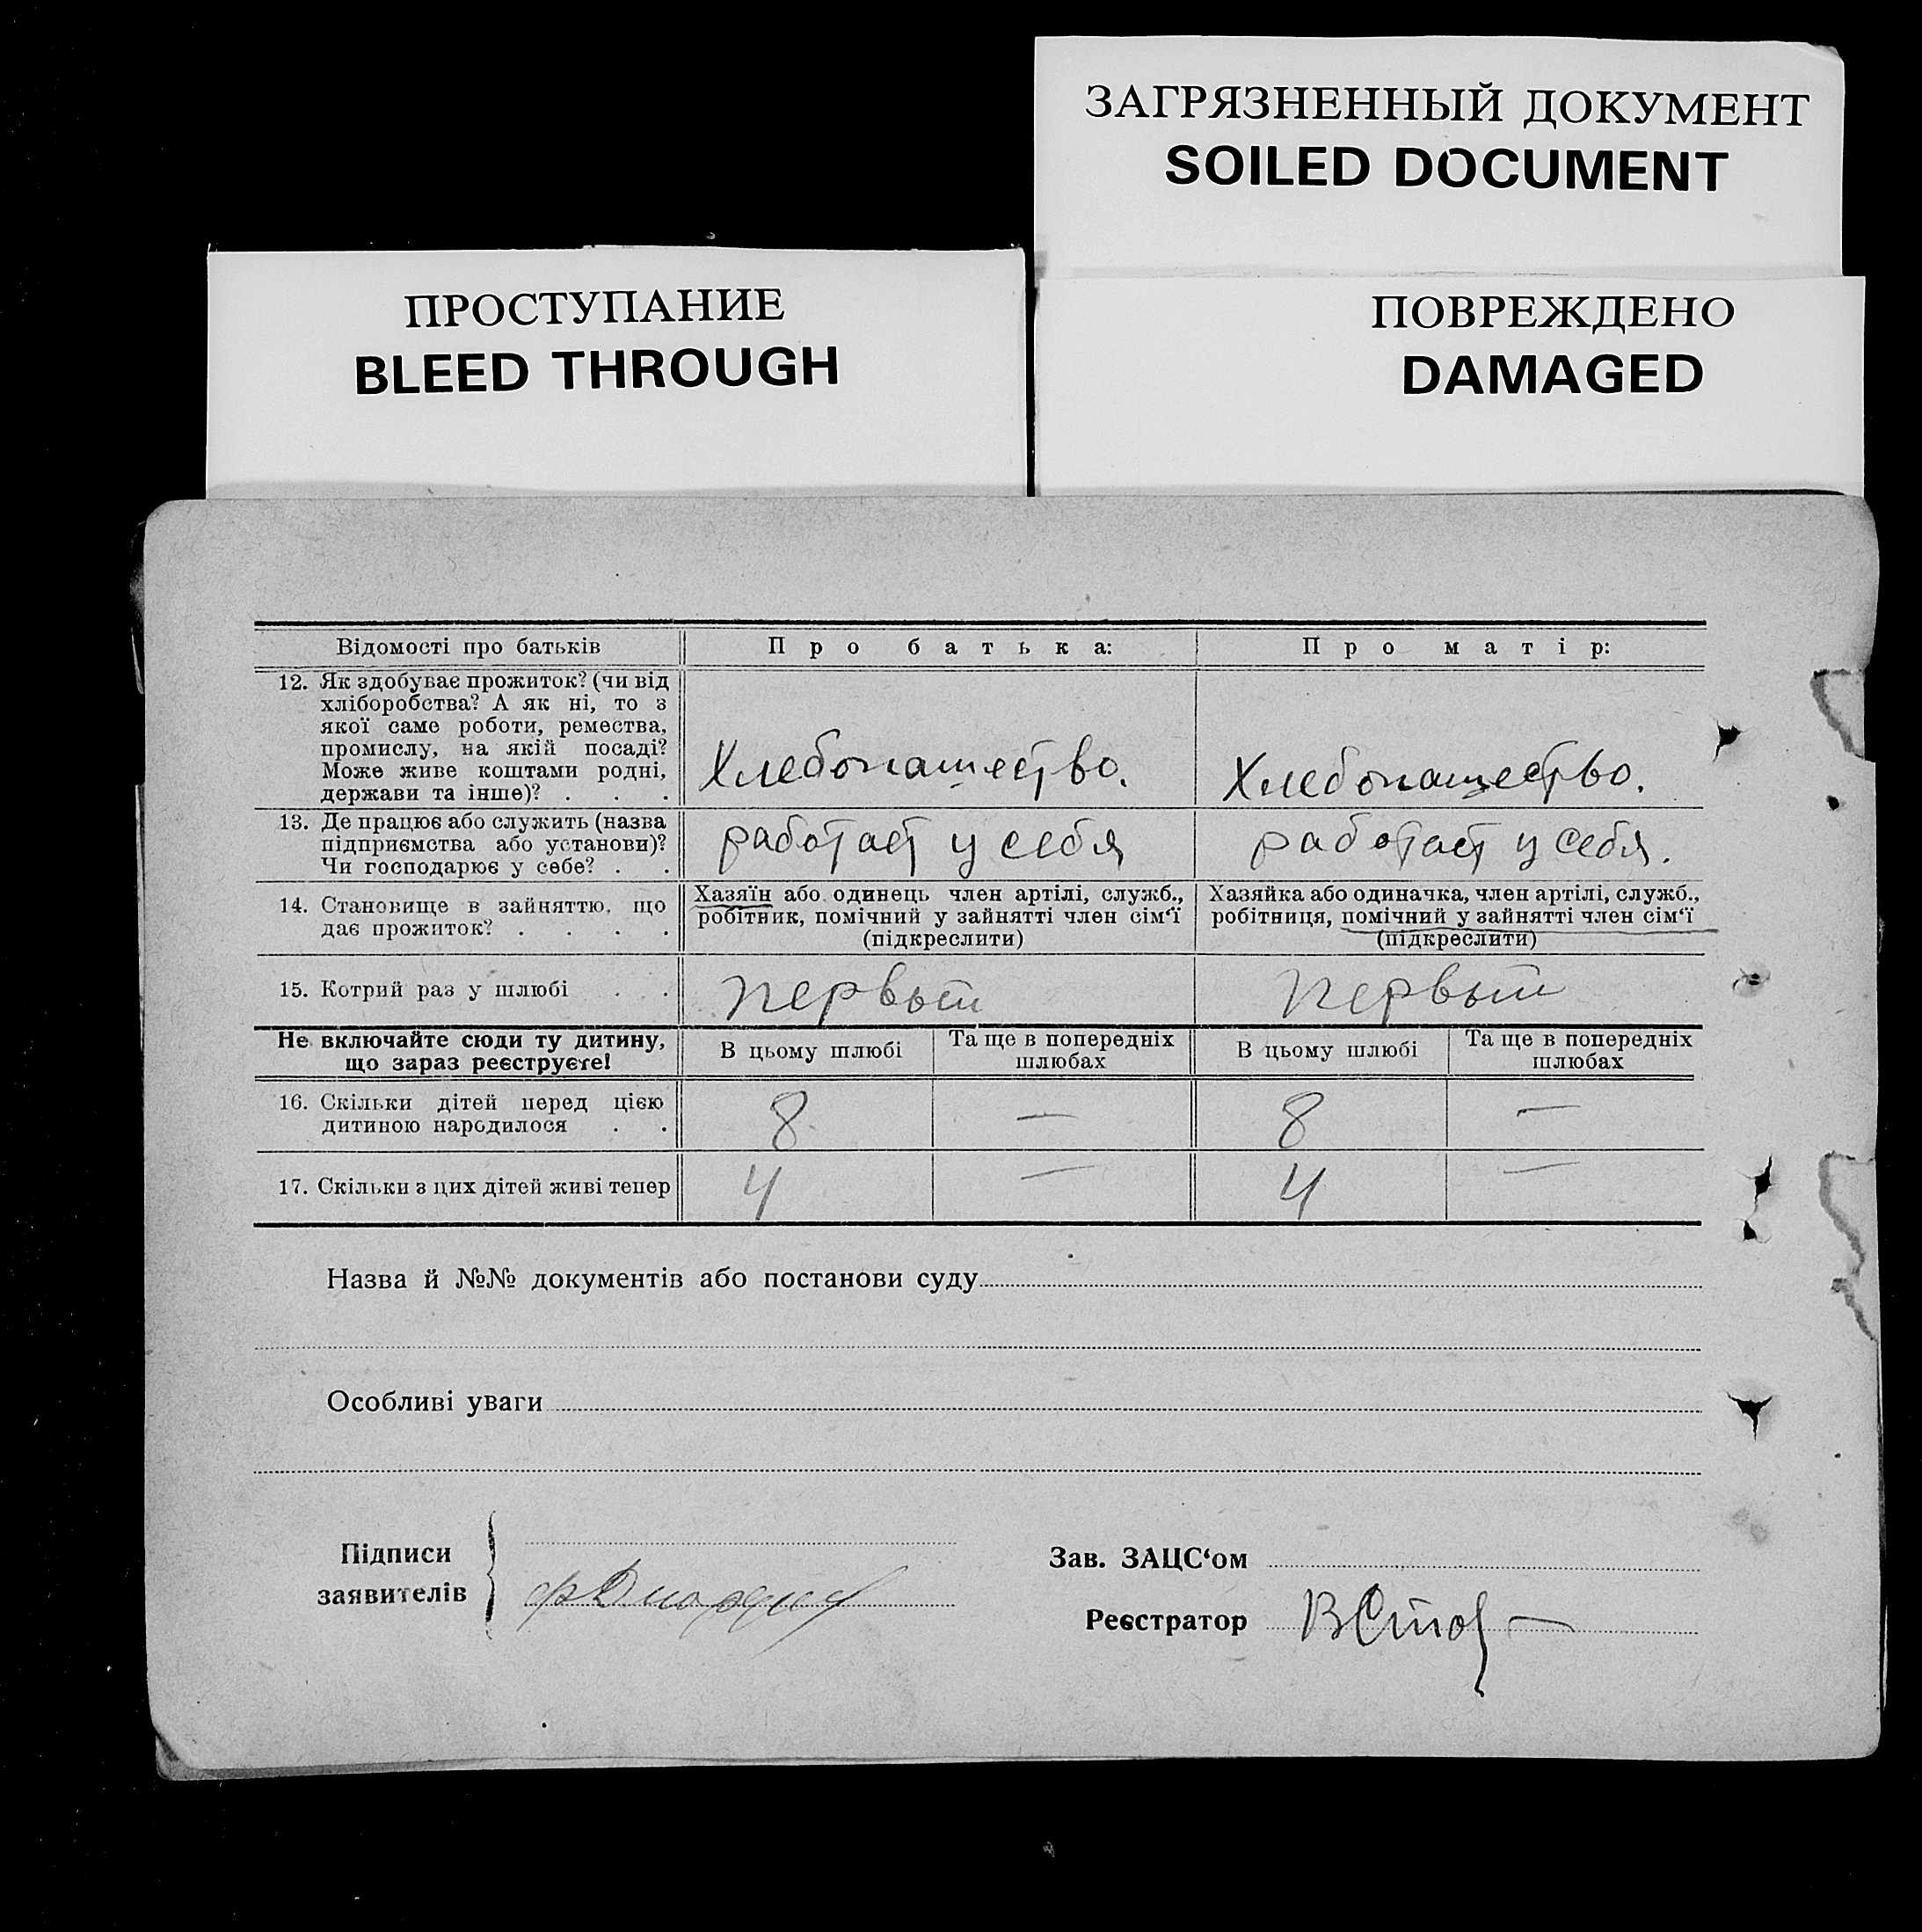 ЗАГРЯЗНЕННЫЙ ДОКУМЕНТ
SOILED DOCUMENT
ПРОСТУПАНИЕ
BLEED THROUGH
ПОВРЕЖДЕНО
DAMAGED
Відомості про батьків
Про батька:
Про матір:
12. Як здобуває прожиток? (чи від
хліборобства? А як ні, то з
якої саме роботи, ремества,
промислу, на якій посаді?
Може живе коштами родні,
держави та інше)? . . .
Хлебопашество.
Хлебопашество.
13. Де працює або служить (назва
підприємства або установи)?
Чи господарює у себе? . .
работает у себя
работает у себя.
14. Становище в зайняттю, що
дає прожиток? . . . .
Хазяїн або одинець член артілі, служб.,
робітник, помічний у зайнятті член сім'ї
(підкреслити)
Хазяйка або одиначка, член артілі, служб.,
робітниця, помічний у зайнятті член сім'ї
(підкреслити)
15. Котрий раз у шлюбі . .
первый
первый
Не включайте сюди ту дитину,
що зараз реєструєте!
В цьому шлюбі
Та ще в попередніх
шлюбах
В цьому шлюбі
Та ще в попередніх
шлюбах
16. Скільки дітей перед цією
дитиною народилося . .
8 — 8 —
17. Скільки з цих дітей живі тепер
4 — 4 —
Назва й №№ документів або постанови суду
Особливі уваги
Підписи
заявителів
Зав. ЗАЦС'ом
Реєстратор